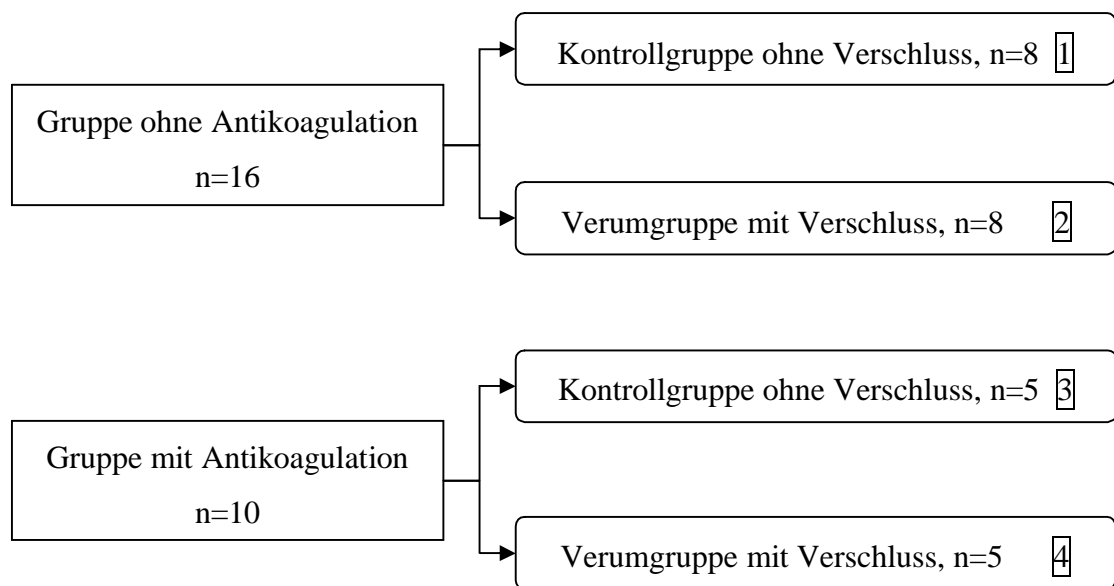 Kontrollgruppe ohne Verschluss, n=8 1
Gruppe ohne Antikoagulation
n=16
Verumgruppe mit Verschluss, n=8 2
Kontrollgruppe ohne Verschluss, n=5 3
Gruppe mit Antikoagulation
n=10
Verumgruppe mit Verschluss, n=5 4